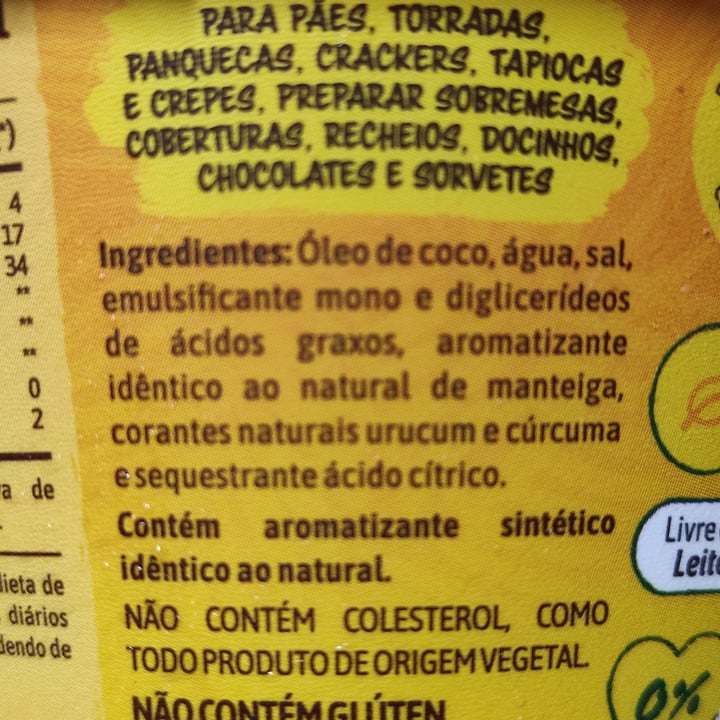 PARA PÃES, TORRADAS,
PANQUECAS, CRACKERS, TAPIOCAS
E CREPES, PREPARAR SOBREMESAS,
COBERTURAS, RECHEIOS, DOCINHOS,
CHOCOLATES E SORVETES
Ingredientes: Óleo de coco, água, sal,
emulsificante mono e diglicerídeos
de ácidos graxos, aromatizante
idêntico ao natural de manteiga,
corantes naturais urucum e cúrcuma
e sequestrante ácido cítrico.
Contém aromatizante sintético
idêntico ao natural.
NÃO CONTÉM COLESTEROL, COMO
TODO PRODUTO DE ORIGEM VEGETAL.
NÃO CONTÉM GLÚTEN
4
17
34
**
**
**
0
2
de
de
diários
de
Livre
0%